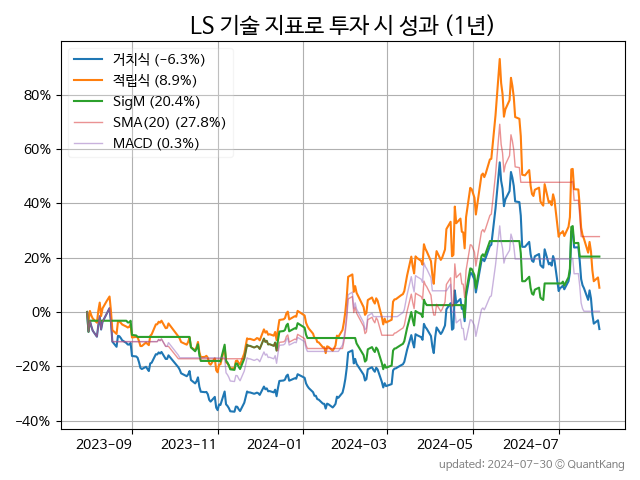 LS 기술 지표로 투자 시 성과 (1년)
거치식 (-6.3%)
적립식 (8.9%)
SigM (20.4%)
SMA(20) (27.8%)
MACD (0.3%)
80%
60%
40%
20%
0%
−20%
−40%
2023-09 2023-11 2024-01 2024-03 2024-05 2024-07
updated: 2024-07-30 © QuantKang